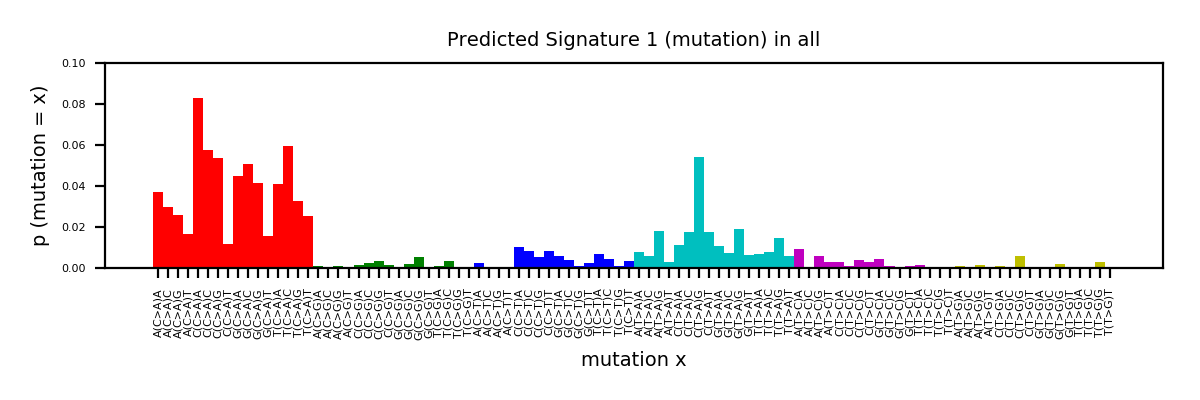 Predicted Signature 1 (mutation) in all
p (mutation = x)
0.10
0.08
0.06
0.04
0.02
0.00
A(C>A)A
A(C>A)C
A(C>A)G
A(C>A)T
C(C>A)A
C(C>A)C
C(C>A)G
C(C>A)T
G(C>A)A
G(C>A)C
G(C>A)G
G(C>A)T
T(C>A)A
T(C>A)C
T(C>A)G
T(C>A)T
A(C>G)A
A(C>G)C
A(C>G)G
A(C>G)T
C(C>G)A
C(C>G)C
C(C>G)G
C(C>G)T
G(C>G)A
G(C>G)C
G(C>G)G
G(C>G)T
T(C>G)A
T(C>G)C
T(C>G)G
T(C>G)T
A(C>T)A
A(C>T)C
A(C>T)G
A(C>T)T
C(C>T)A
C(C>T)C
C(C>T)G
C(C>T)T
G(C>T)A
G(C>T)C
G(C>T)G
G(C>T)T
T(C>T)A
T(C>T)C
T(C>T)G
T(C>T)T
A(T>A)A
A(T>A)C
A(T>A)G
A(T>A)T
C(T>A)A
C(T>A)C
C(T>A)G
C(T>A)T
G(T>A)A
G(T>A)C
G(T>A)G
G(T>A)T
T(T>A)A
T(T>A)C
T(T>A)G
T(T>A)T
A(T>C)A
A(T>C)C
A(T>C)G
A(T>C)T
C(T>C)A
C(T>C)C
C(T>C)G
C(T>C)T
G(T>C)A
G(T>C)C
G(T>C)G
G(T>C)T
T(T>C)A
T(T>C)C
T(T>C)G
T(T>C)T
A(T>G)A
A(T>G)C
A(T>G)G
A(T>G)T
C(T>G)A
C(T>G)C
C(T>G)G
C(T>G)T
G(T>G)A
G(T>G)C
G(T>G)G
G(T>G)T
T(T>G)A
T(T>G)C
T(T>G)G
T(T>G)T
mutation x